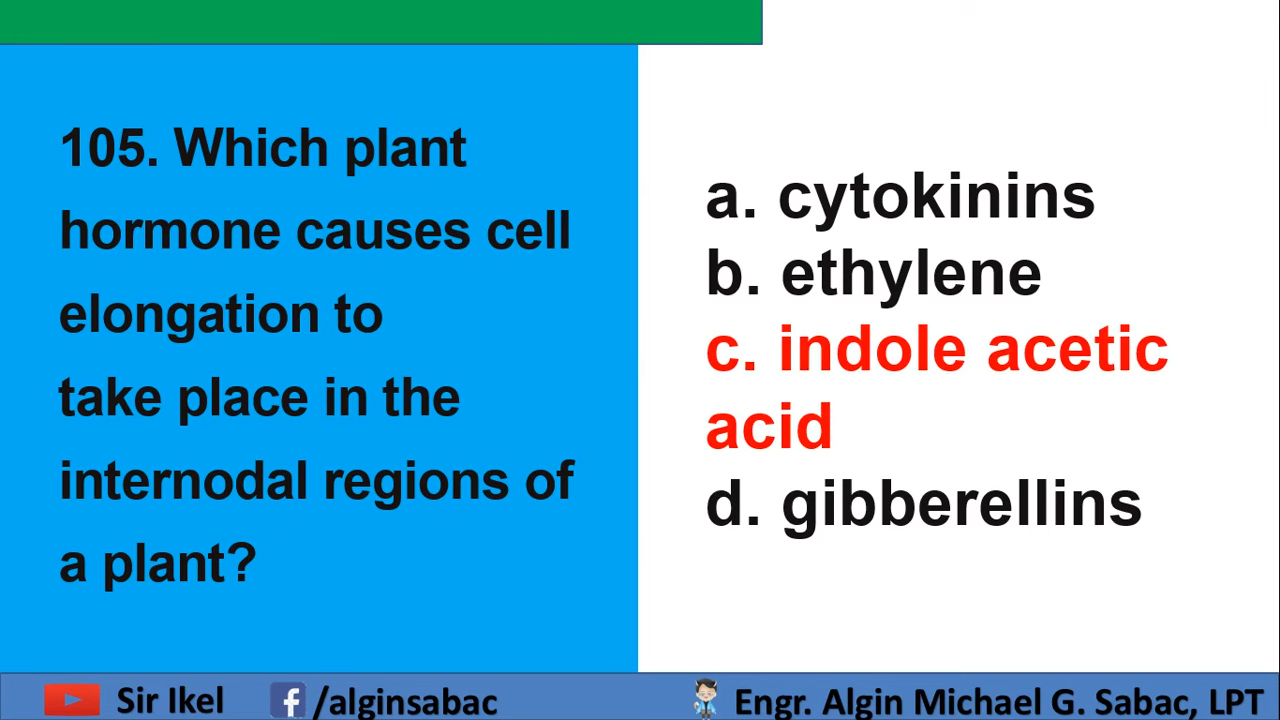 105. Which plant
hormone causes cell
elongation to
take place in the
internodal regions of
a plant?
a. cytokinins
b. ethylene
c. indole acetic
acid
d. gibberellins
Sir Ikel
/alginsabac
Engr. Algin Michael G. Sabac, LPT